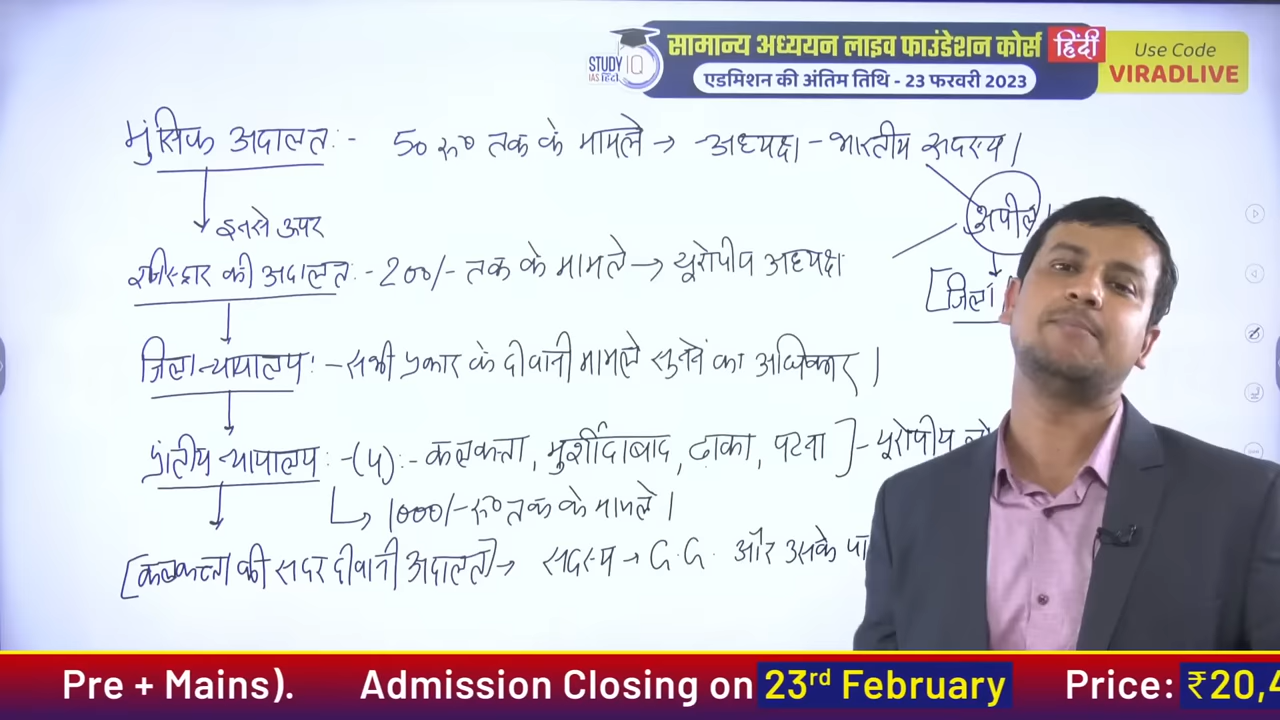 STUDY IQ
IAS हिंदी
सामान्य अध्ययन लाइव फाउंडेशन कोर्स हिंदी
एडमिशन की अंतिम तिथि - 23 फरवरी 2023
Use Code
VIRADLIVE
मुंसिफ अदालत :- 50 रु० तक के मामले → अध्यक्ष - भारतीय सदस्य।
अपील
इनसे ऊपर
रजिस्ट्रार की अदालत :- 200/- तक के मामले → यूरोपीय अध्यक्ष
[जिला
जिला न्यायालय :- सभी प्रकार के दीवानी मामले सुनने का अधिकार।
प्रांतीय न्यायालय :- (4) :- कलकत्ता, मुर्शीदाबाद, ढाका, पटना ] - यूरोपीय
1000/- रु० तक के मामले।
[कलकत्ता की सदर दीवानी अदालत] → सदस्य → G.G. और उसके
Pre + Mains). Admission Closing on 23rd February Price: ₹20,4